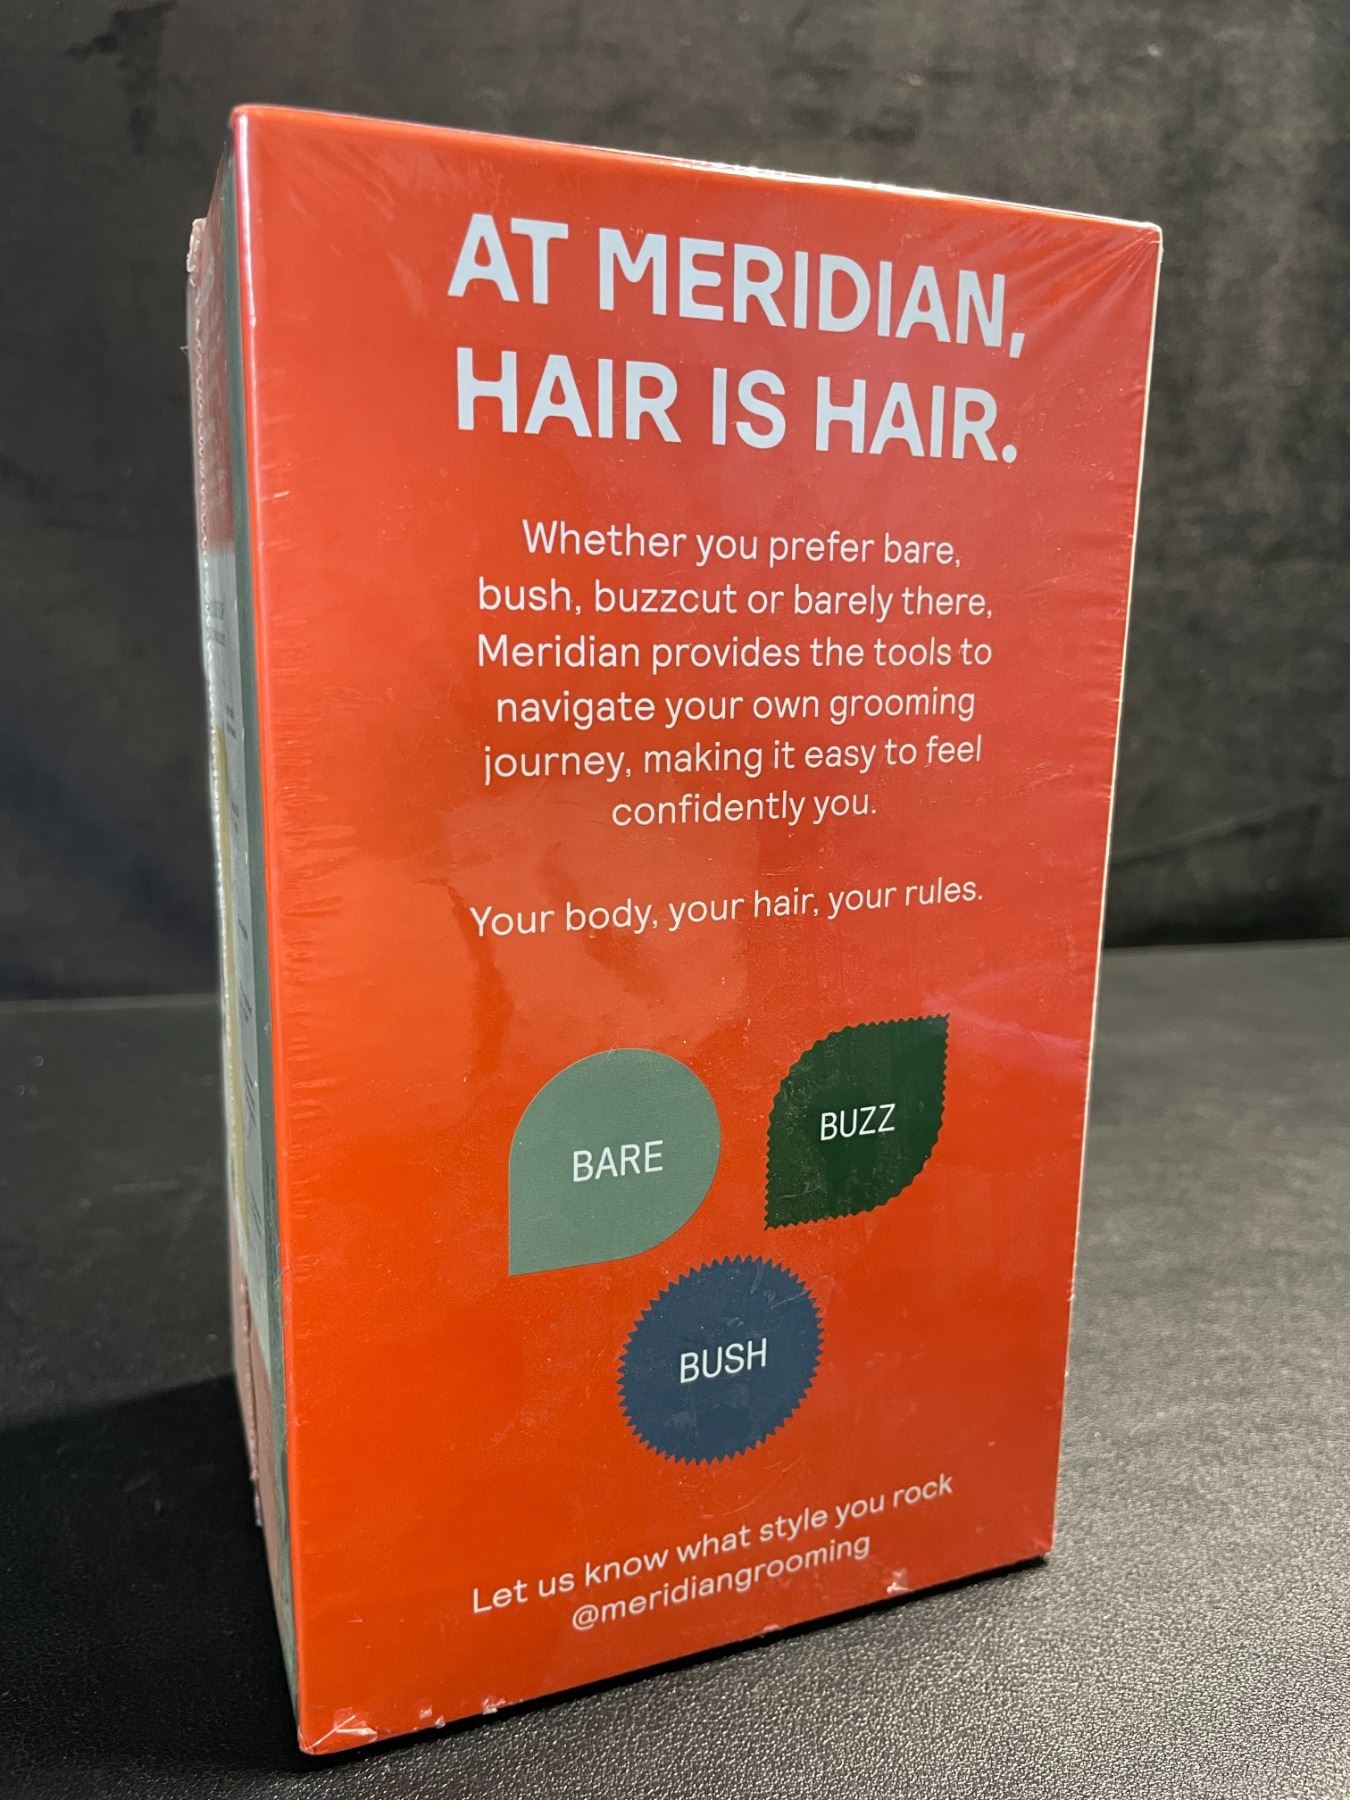 AT MERIDIAN,
HAIR IS HAIR.
Whether you prefer bare,
bush, buzzcut or barely there,
Meridian provides the tools to
navigate your own grooming
journey, making it easy to feel
confidently you.
Your body, your hair, your rules.
BARE
BUZZ
BUSH
Let us know what style you rock
@meridiangrooming